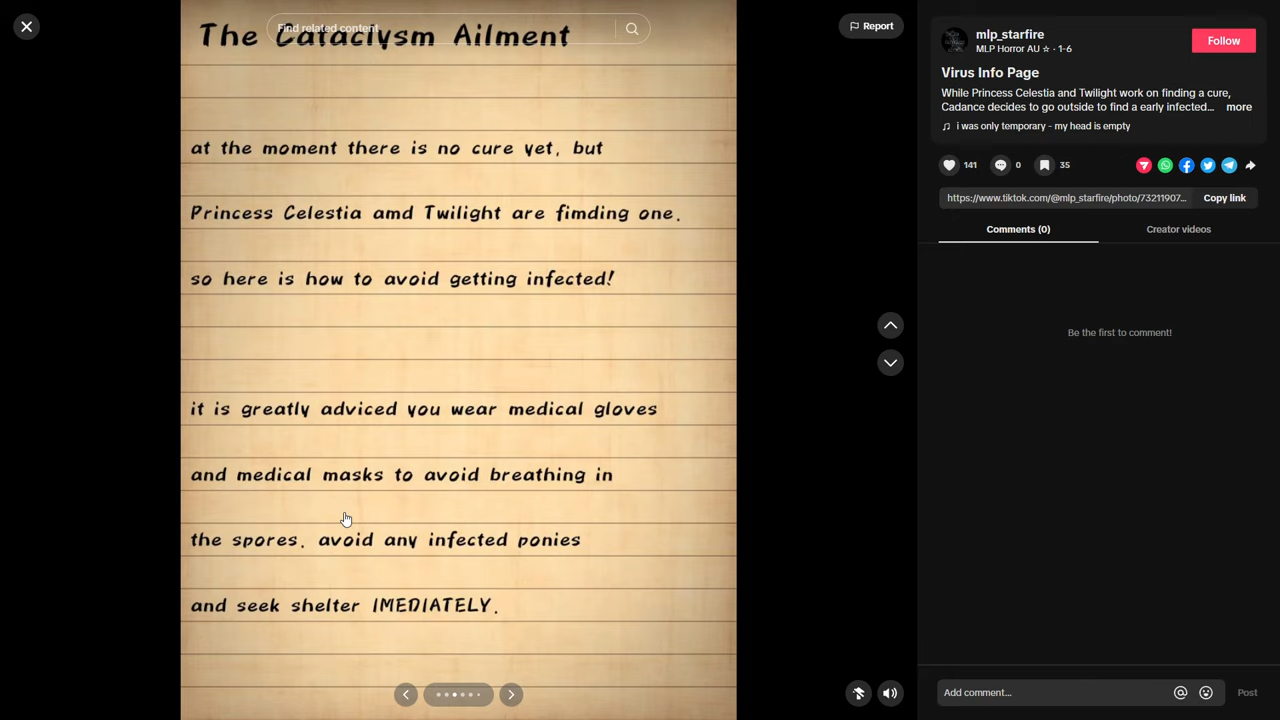 The Cataclysm Ailment
Find related content
at the moment there is no cure yet, but
Princess Celestia amd Twilight are fimding one.
so here is how to avoid getting infected!
it is greatly adviced you wear medical gloves
and medical masks to avoid breathing in
the spores. avoid any infected ponies
and seek shelter IMEDIATELY.
Report
mlp_starfire
MLP Horror AU ☆ · 1-6
Follow
Virus Info Page
While Princess Celestia and Twilight work on finding a cure,
Cadance decides to go outside to find a early infected... more
♫ i was only temporary - my head is empty
141 0 35
https://www.tiktok.com/@mlp_starfire/photo/73211907... Copy link
Comments (0) Creator videos
Be the first to comment!
Add comment... Post